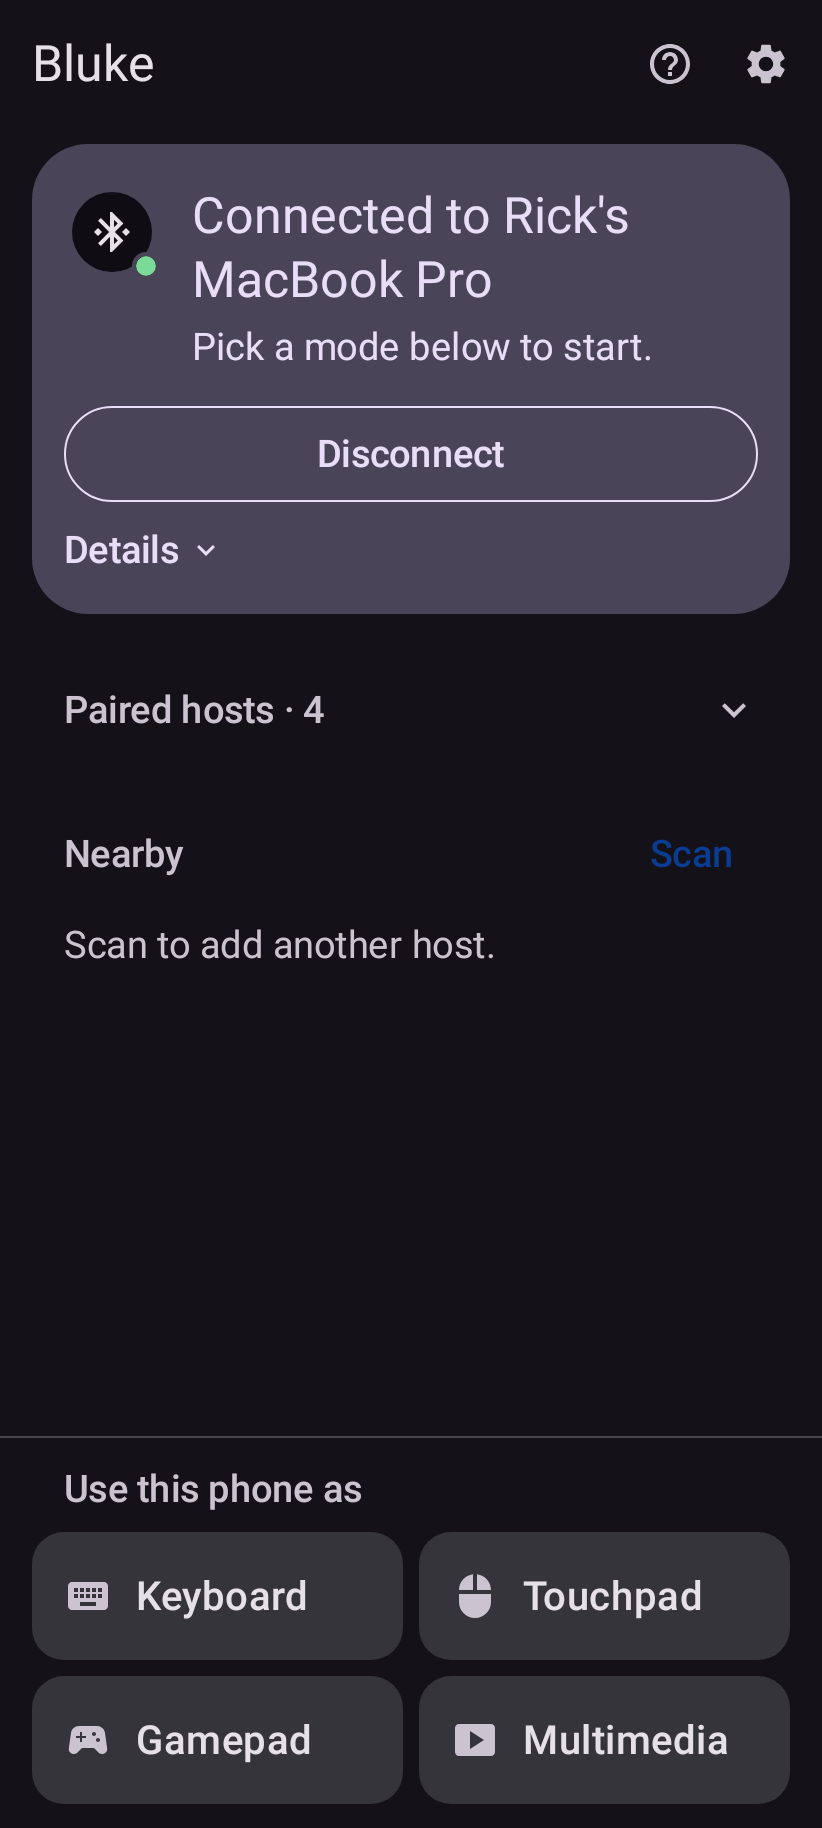 Bluke
Connected to Rick's
MacBook Pro
Pick a mode below to start.
Disconnect
Details
Paired hosts · 4
Nearby
Scan
Scan to add another host.
Use this phone as
Keyboard
Touchpad
Gamepad
Multimedia